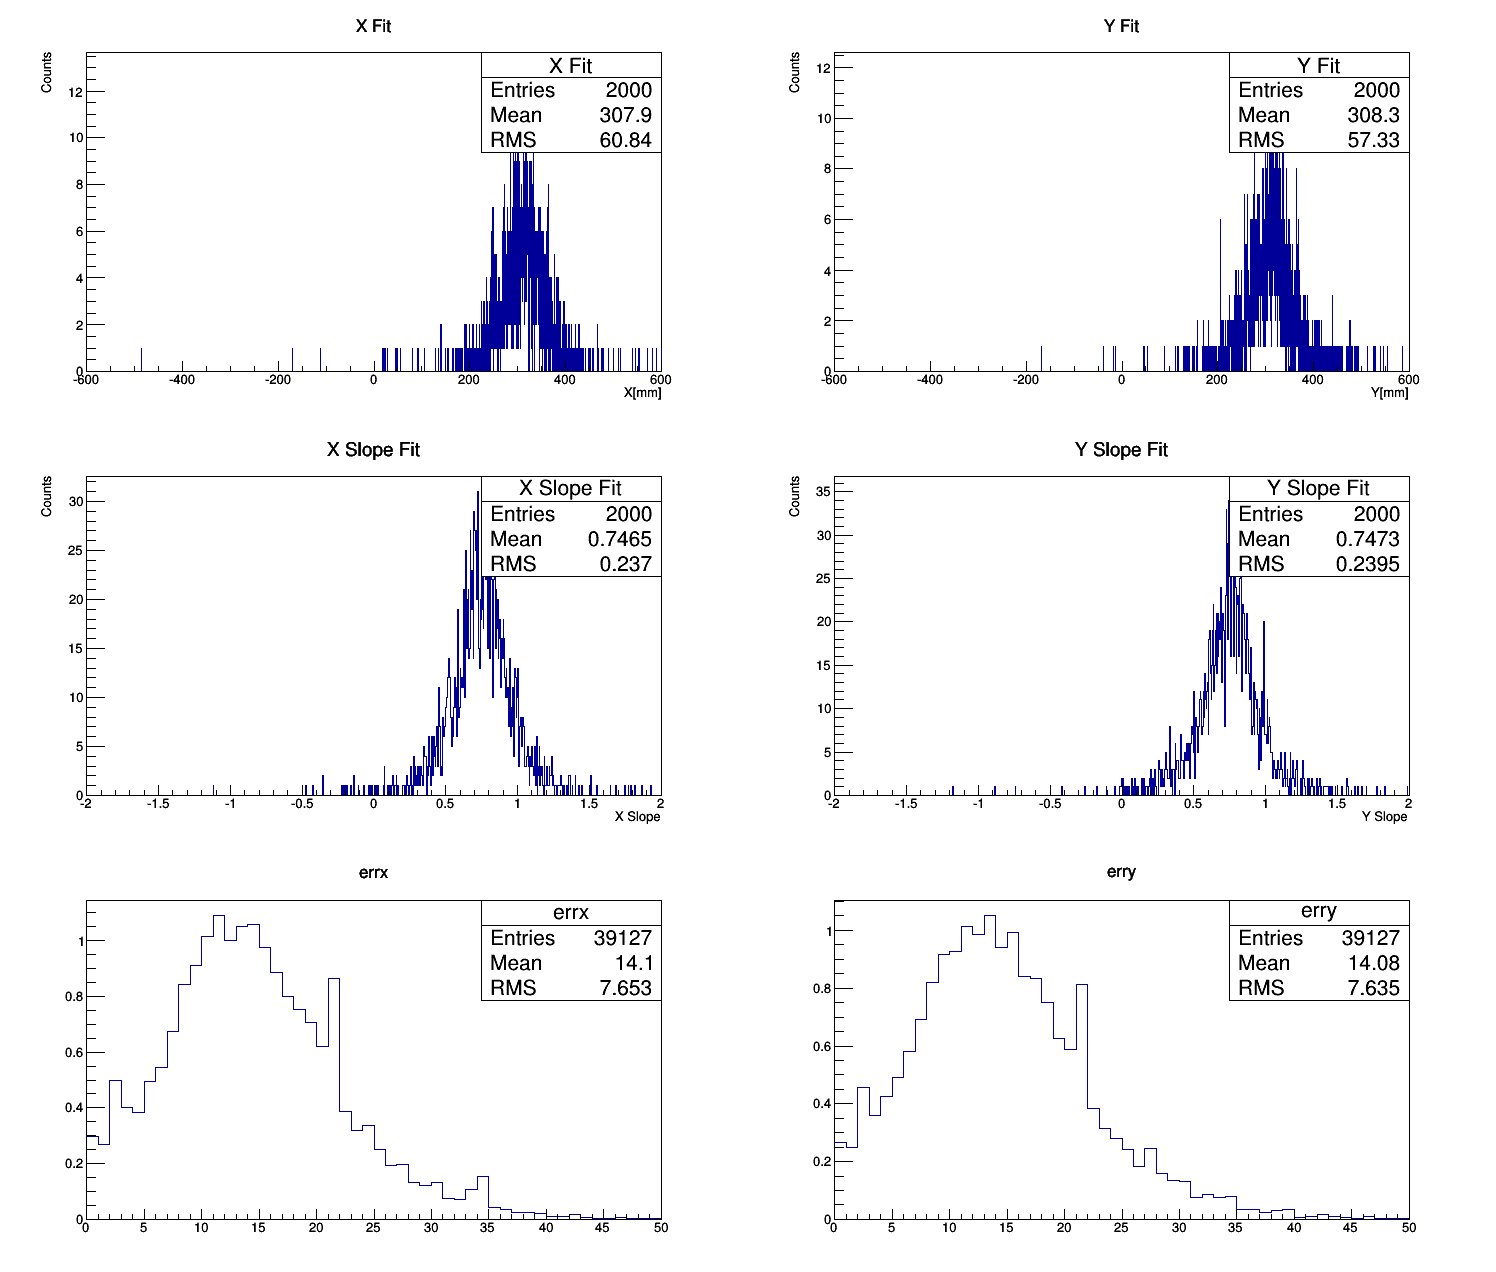 X Fit
Counts
X Fit
Entries 2000
Mean 307.9
RMS 60.84
12
10
8
6
4
2
0
-600 -400 -200 0 200 400 600
X[mm]
Y Fit
Counts
Y Fit
Entries 2000
Mean 308.3
RMS 57.33
12
10
8
6
4
2
0
-600 -400 -200 0 200 400 600
Y[mm]
X Slope Fit
Counts
X Slope Fit
Entries 2000
Mean 0.7465
RMS 0.237
30
25
20
15
10
5
0
-2 -1.5 -1 -0.5 0 0.5 1 1.5 2
X Slope
Y Slope Fit
Counts
Y Slope Fit
Entries 2000
Mean 0.7473
RMS 0.2395
35
30
25
20
15
10
5
0
-2 -1.5 -1 -0.5 0 0.5 1 1.5 2
Y Slope
errx
errx
Entries 39127
Mean 14.1
RMS 7.653
1
0.8
0.6
0.4
0.2
0
0 5 10 15 20 25 30 35 40 45 50
erry
erry
Entries 39127
Mean 14.08
RMS 7.635
1
0.8
0.6
0.4
0.2
0
0 5 10 15 20 25 30 35 40 45 50